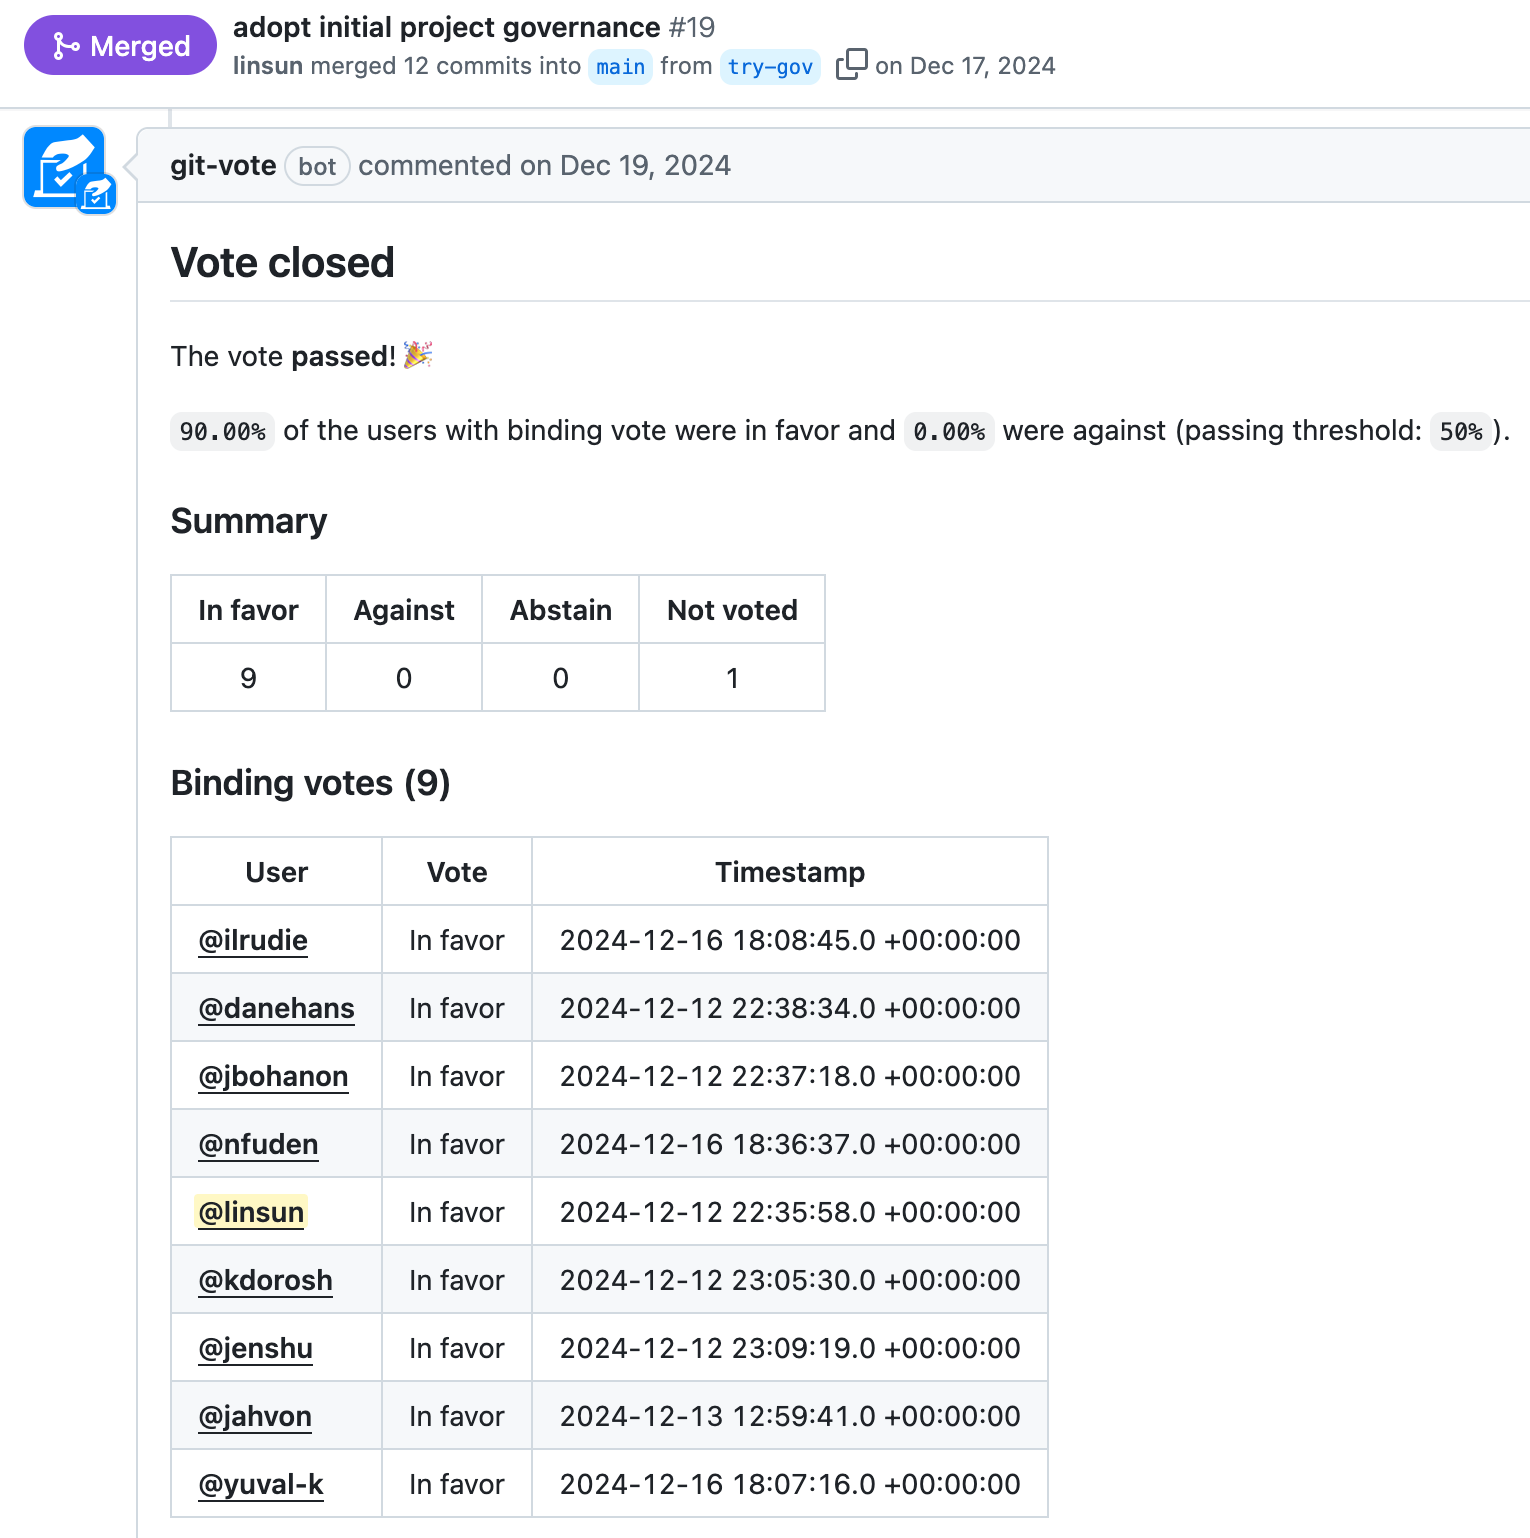 Merged
adopt initial project governance #19
linsun merged 12 commits into main from try-gov on Dec 17, 2024
git-vote bot commented on Dec 19, 2024
Vote closed
The vote passed! 🎉
90.00% of the users with binding vote were in favor and 0.00% were against (passing threshold: 50%).
Summary
In favor Against Abstain Not voted
9 0 0 1
Binding votes (9)
User Vote Timestamp
@ilrudie In favor 2024-12-16 18:08:45.0 +00:00:00
@danehans In favor 2024-12-12 22:38:34.0 +00:00:00
@jbohanon In favor 2024-12-12 22:37:18.0 +00:00:00
@nfuden In favor 2024-12-16 18:36:37.0 +00:00:00
@linsun In favor 2024-12-12 22:35:58.0 +00:00:00
@kdorosh In favor 2024-12-12 23:05:30.0 +00:00:00
@jenshu In favor 2024-12-12 23:09:19.0 +00:00:00
@jahvon In favor 2024-12-13 12:59:41.0 +00:00:00
@yuval-k In favor 2024-12-16 18:07:16.0 +00:00:00